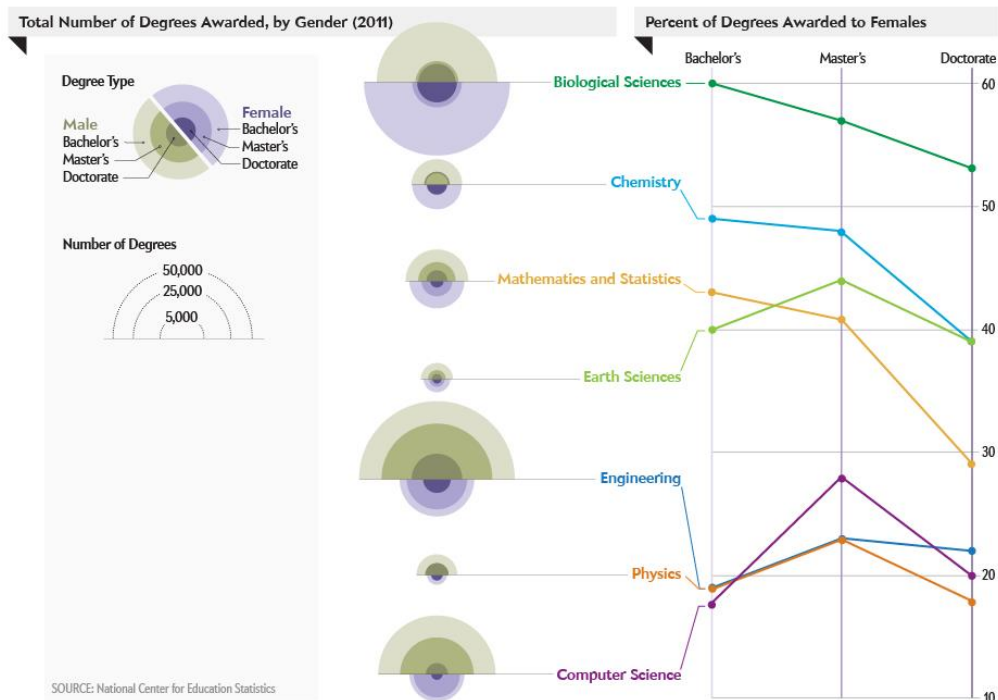 Total Number of Degrees Awarded, by Gender (2011)
Degree Type
Male
Bachelor's
Master's
Doctorate
Female
Bachelor's
Master's
Doctorate
Number of Degrees
50,000
25,000
5,000
SOURCE: National Center for Education Statistics
Percent of Degrees Awarded to Females
Bachelor's
Master's
Doctorate
Biological Sciences
Chemistry
Mathematics and Statistics
Earth Sciences
Engineering
Physics
Computer Science
60
50
40
30
20
10